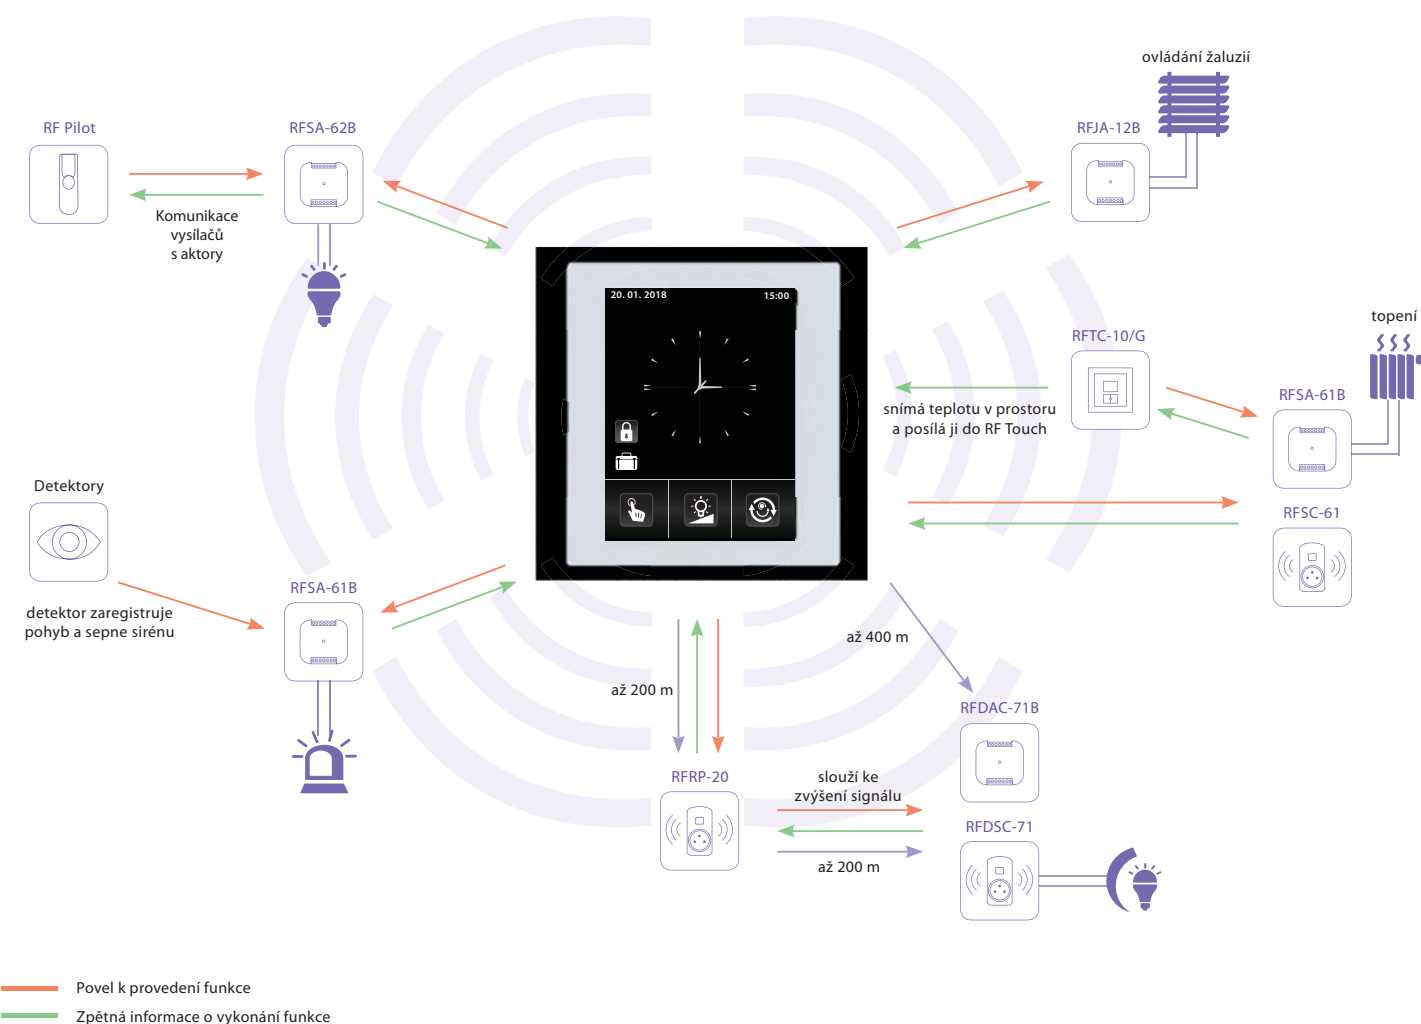 ovládání žaluzií
RF Pilot
RFSA-62B
RFJA-12B
Komunikace
vysílačů
s aktory
20. 01. 2018
15:00
topení
RFTC-10/G
RFSA-61B
snímá teplotu v prostoru
a posílá ji do RF Touch
Detektory
RFSC-61
RFSA-61B
detektor zaregistruje
pohyb a sepne sirénu
až 400 m
až 200 m
RFDAC-71B
RFRP-20
slouží ke
zvýšení signálu
RFDSC-71
až 200 m
Povel k provedení funkce
Zpětná informace o vykonání funkce